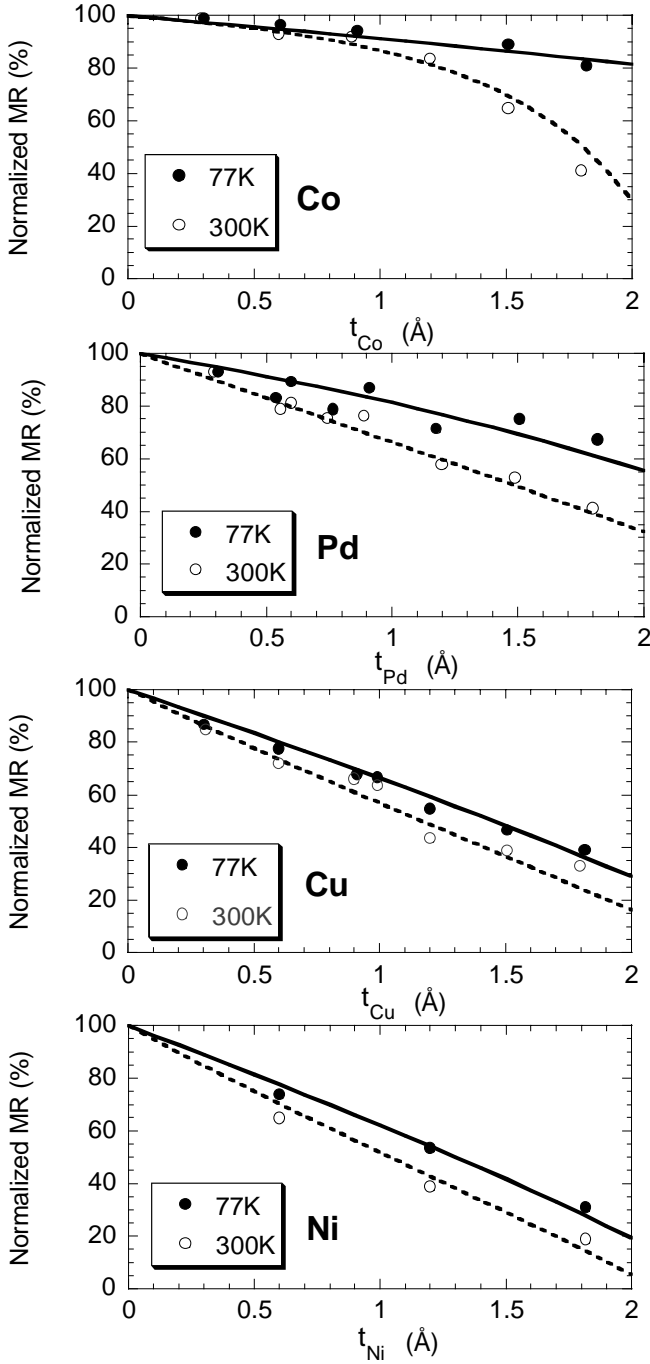 Normalized MR (%)
100
80
60
40
20
0
77K
300K
Co
0 0.5 1 1.5 2
tCo (Å)
Normalized MR (%)
100
80
60
40
20
0
77K
300K
Pd
0 0.5 1 1.5 2
tPd (Å)
Normalized MR (%)
100
80
60
40
20
0
77K
300K
Cu
0 0.5 1 1.5 2
tCu (Å)
Normalized MR (%)
100
80
60
40
20
0
77K
300K
Ni
0 0.5 1 1.5 2
tNi (Å)